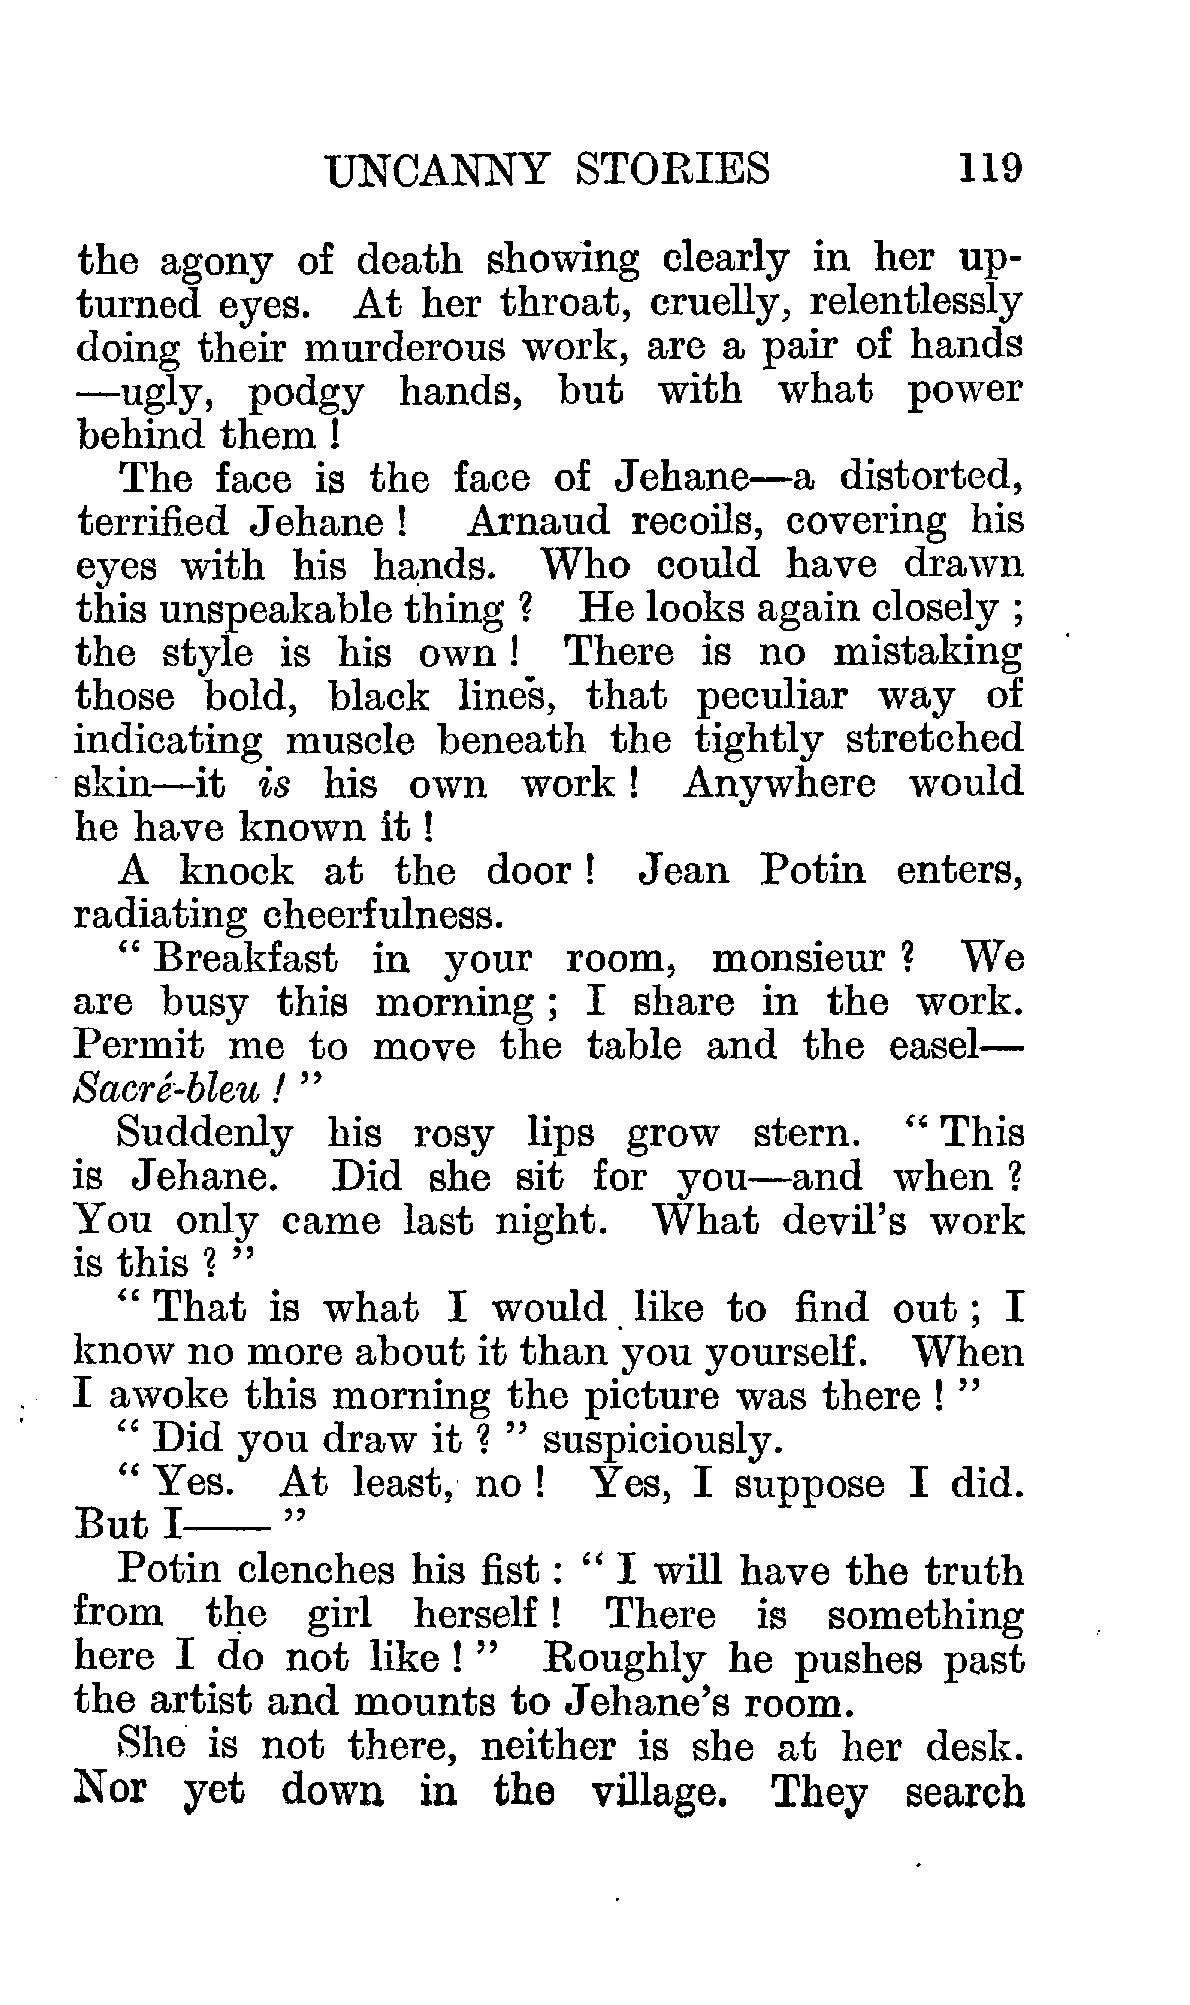 UNCANNY STORIES 119
the agony of death showing clearly in her up-
turned eyes. At her throat, cruelly, relentlessly
doing their murderous work, are a pair of hands
—ugly, podgy hands, but with what power
behind them !
The face is the face of Jehane—a distorted,
terrified Jehane ! Arnaud recoils, covering his
eyes with his hands. Who could have drawn
this unspeakable thing ? He looks again closely ;
the style is his own ! There is no mistaking
those bold, black lines, that peculiar way of
indicating muscle beneath the tightly stretched
skin—it is his own work ! Anywhere would
he have known it !
A knock at the door ! Jean Potin enters,
radiating cheerfulness.
“ Breakfast in your room, monsieur ? We
are busy this morning ; I share in the work.
Permit me to move the table and the easel—
Sacré-bleu ! ”
Suddenly his rosy lips grow stern. “ This
is Jehane. Did she sit for you—and when ?
You only came last night. What devil’s work
is this ? ”
“ That is what I would like to find out ; I
know no more about it than you yourself. When
I awoke this morning the picture was there ! ”
“ Did you draw it ? ” suspiciously.
“ Yes. At least, no ! Yes, I suppose I did.
But I—— ”
Potin clenches his fist : “ I will have the truth
from the girl herself ! There is something
here I do not like ! ” Roughly he pushes past
the artist and mounts to Jehane’s room.
She is not there, neither is she at her desk.
Nor yet down in the village. They search